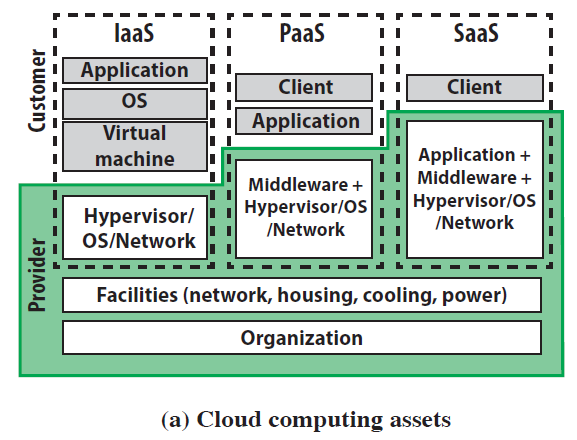 IaaS
PaaS
SaaS
Customer
Application
OS
Virtual
machine
Client
Application
Client
Provider
Hypervisor/
OS/Network
Middleware +
Hypervisor/OS
/Network
Application +
Middleware +
Hypervisor/OS
/Network
Facilities (network, housing, cooling, power)
Organization
(a) Cloud computing assets